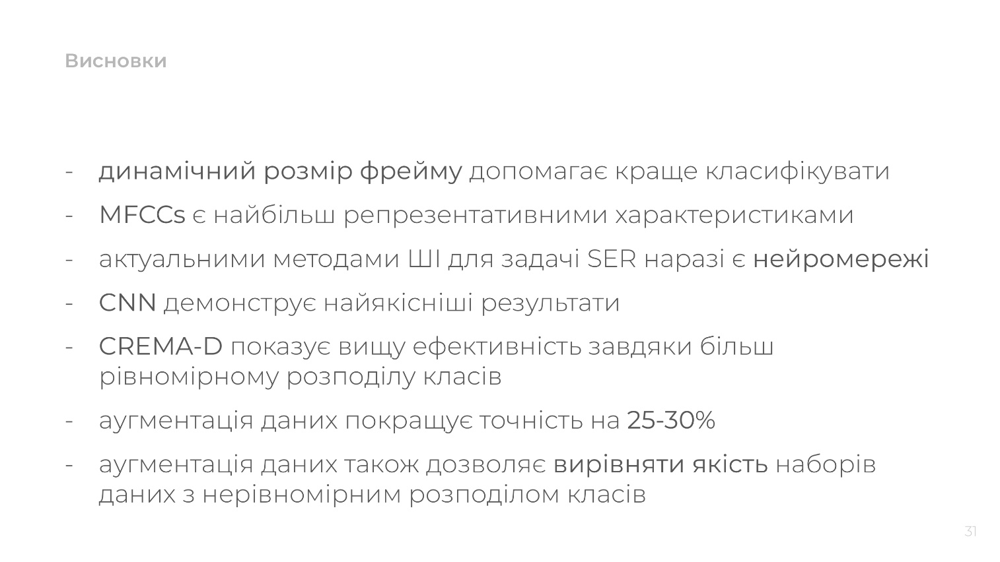 Висновки
- динамічний розмір фрейму допомагає краще класифікувати
- MFCCs є найбільш репрезентативними характеристиками
- актуальними методами ШІ для задачі SER наразі є нейромережі
- CNN демонструє найякісніші результати
- CREMA-D показує вищу ефективність завдяки більш
рівномірному розподілу класів
- аугментація даних покращує точність на 25-30%
- аугментація даних також дозволяє вирівняти якість наборів
даних з нерівномірним розподілом класів
31